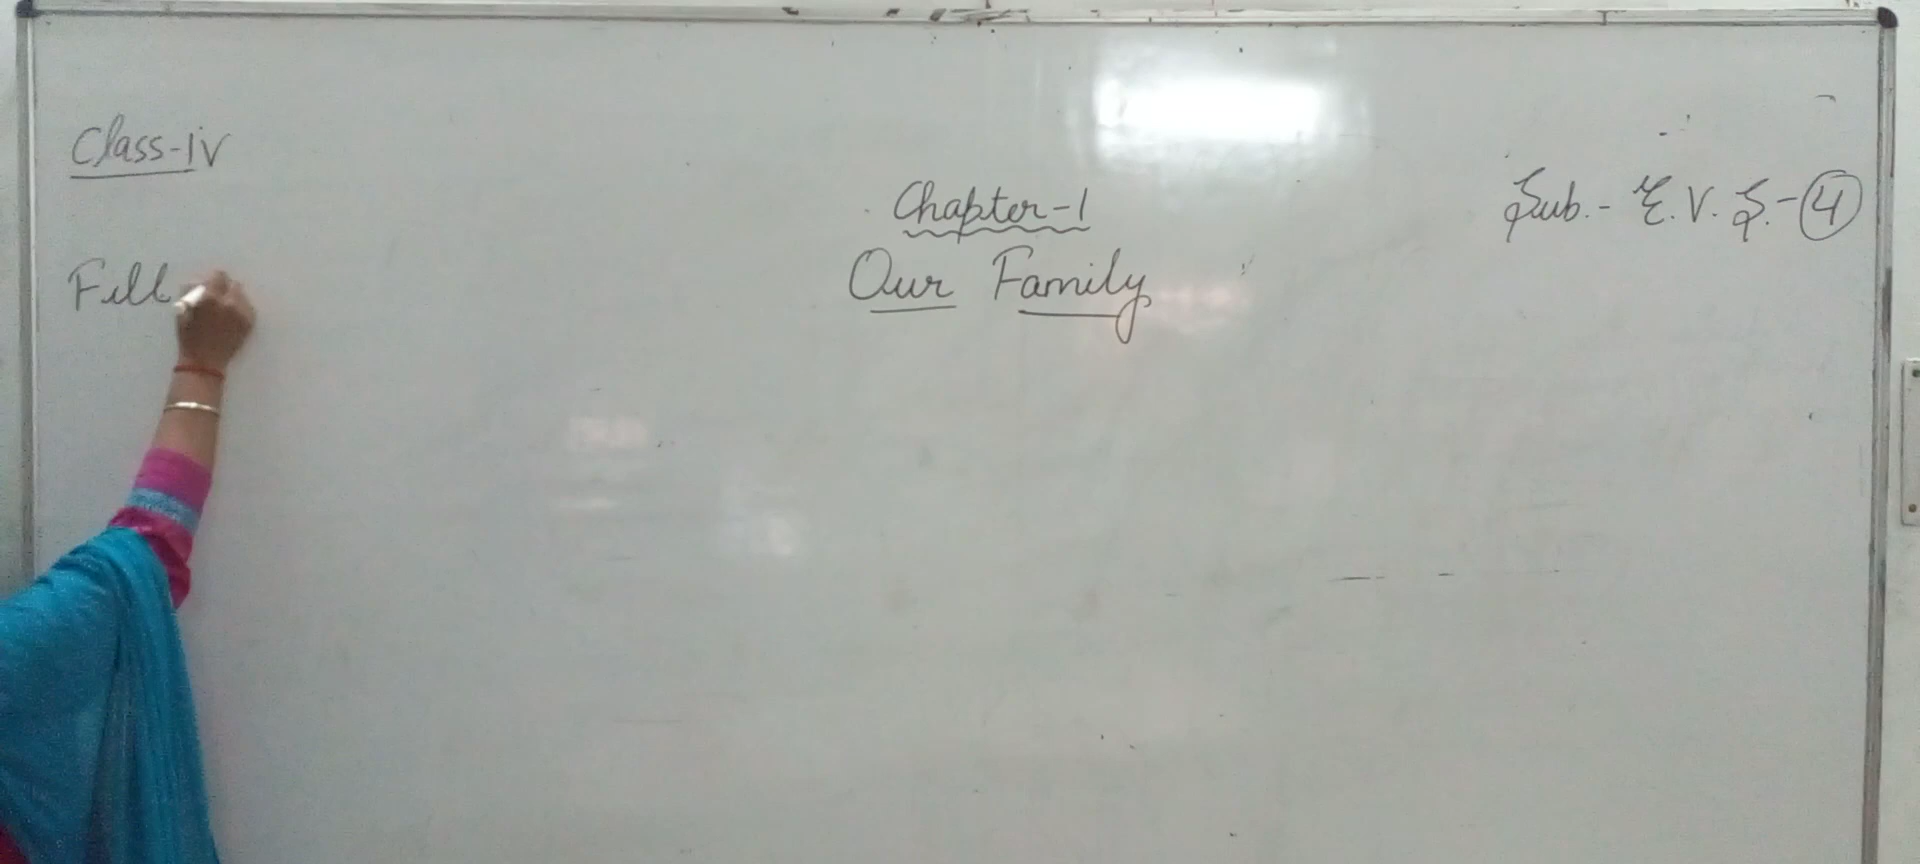 Class-iv
Chapter-1
Sub.- E.V.S.-4
Our Family
Fill